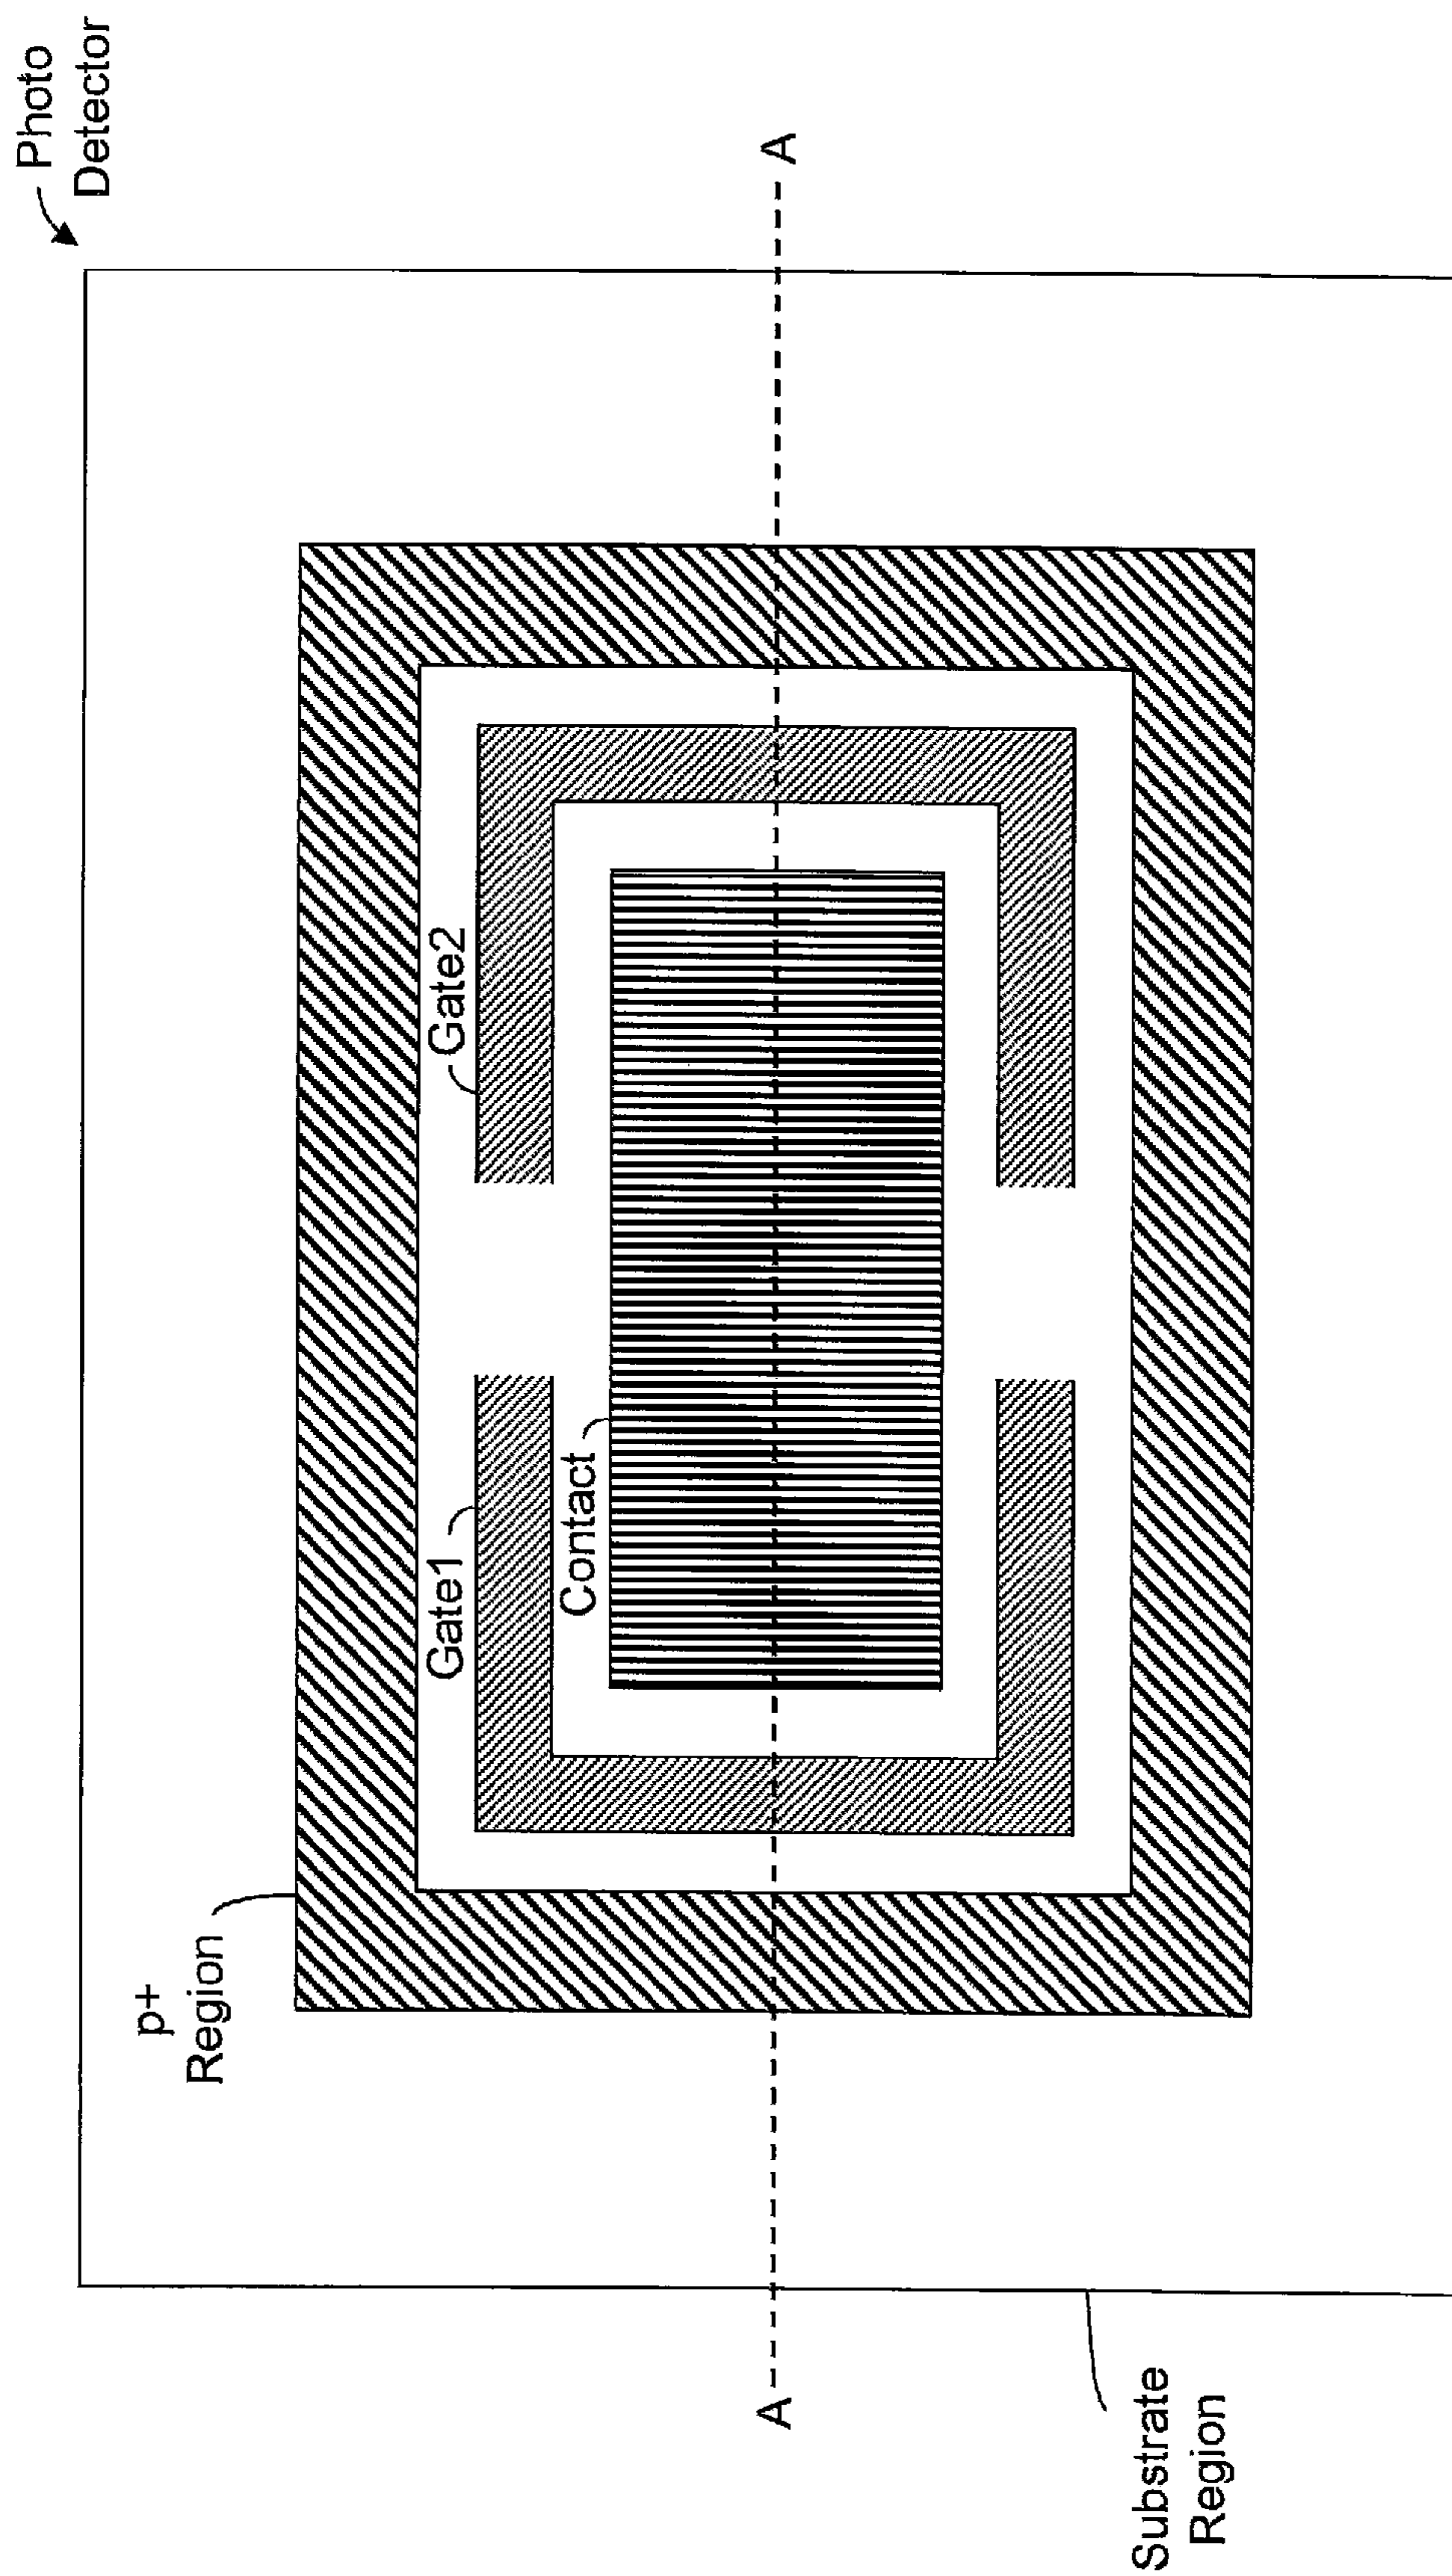 Photo
Detector
A
Gate2
Gate1
Contact
p+
Region
A
Substrate
Region